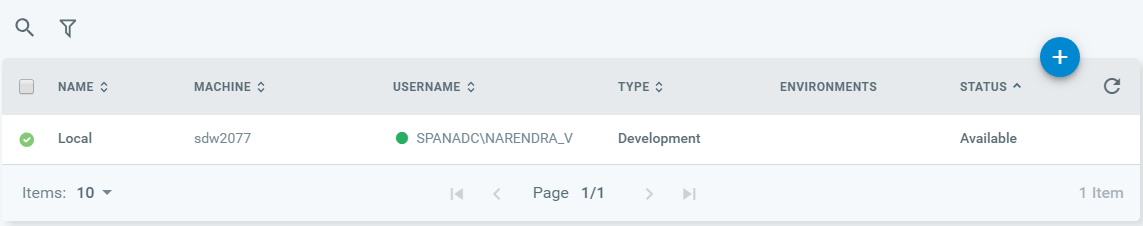 NAME MACHINE USERNAME TYPE ENVIRONMENTS STATUS
Local sdw2077 SPANADC\NARENDRA_V Development Available
Items: 10 Page 1/1 1 Item